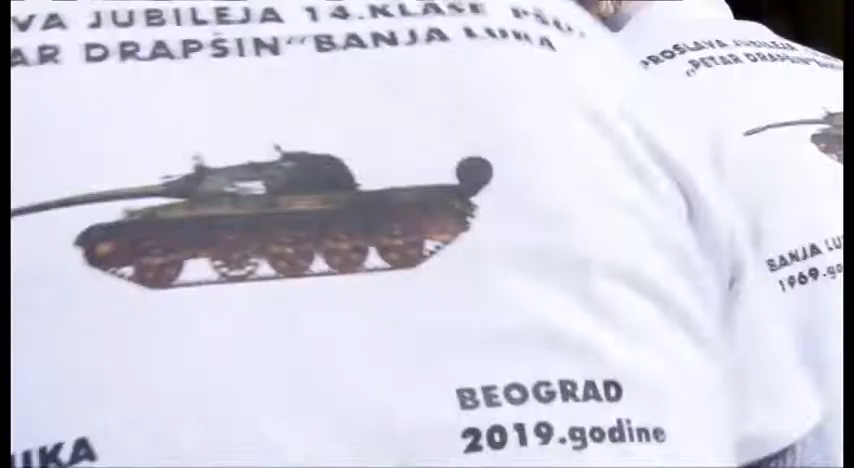 VA JUBILEJA 14.KLASE PŠO
AR DRAPŠIN“BANJA LUKA
BEOGRAD
2019.godine
UKA
PROSLAVA JUBILEJA
„PETAR DRAPŠIN
BANJA LU
1969.go